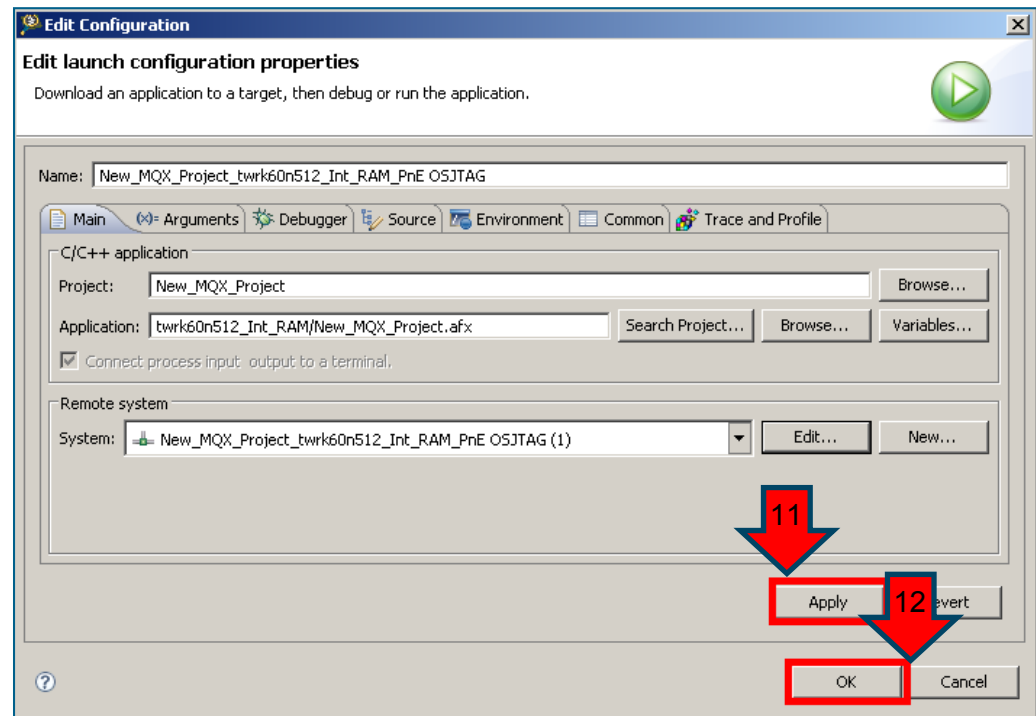 Edit Configuration
Edit launch configuration properties
Download an application to a target, then debug or run the application.
Name: New_MQX_Project_twrk60n512_Int_RAM_PnE OSJTAG
Main (x)= Arguments Debugger Source Environment Common Trace and Profile
C/C++ application
Project: New_MQX_Project Browse...
Application: twrk60n512_Int_RAM/New_MQX_Project.afx Search Project... Browse... Variables...
Connect process input output to a terminal.
Remote system
System: New_MQX_Project_twrk60n512_Int_RAM_PnE OSJTAG (1) Edit... New...
11
Apply 12 evert
OK Cancel